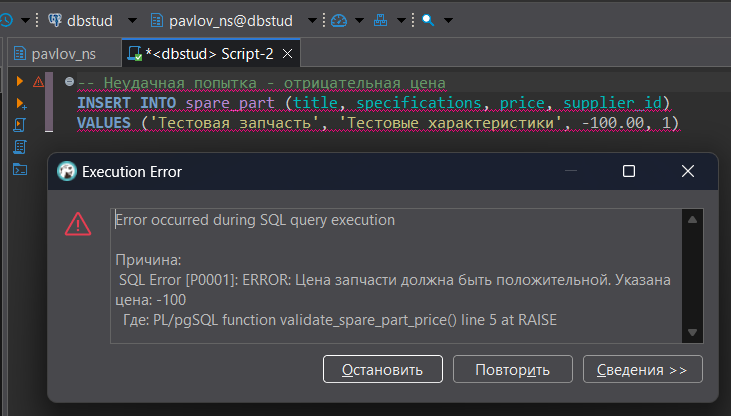 dbstud pavlov_ns@dbstud
pavlov_ns *<dbstud> Script-2
-- Неудачная попытка - отрицательная цена
INSERT INTO spare_part (title, specifications, price, supplier_id)
VALUES ('Тестовая запчасть', 'Тестовые характеристики', -100.00, 1)
Execution Error
Error occurred during SQL query execution
Причина:
SQL Error [P0001]: ERROR: Цена запчасти должна быть положительной. Указана
цена: -100
Где: PL/pgSQL function validate_spare_part_price() line 5 at RAISE
Остановить Повторить Сведения >>